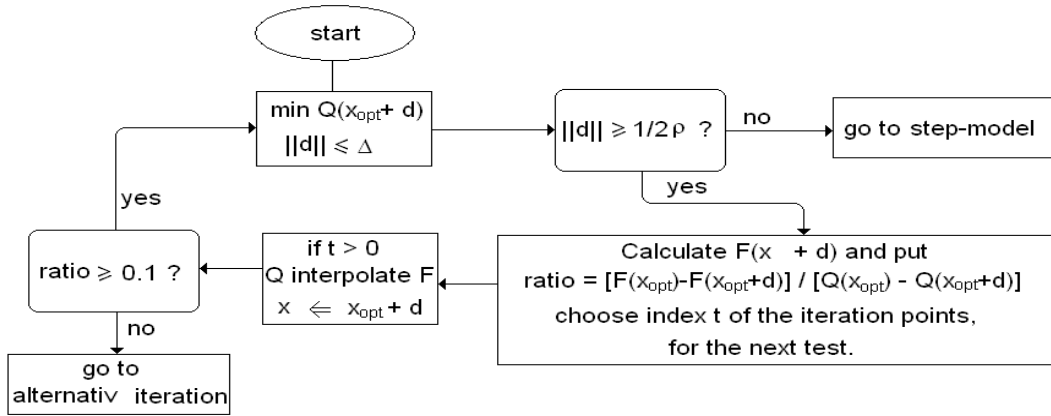 start
min Q(xopt+ d)
||d|| ⩽ Δ
||d|| ⩾ 1/2 ρ ?
no
go to step-model
yes
Calculate F(x + d) and put
ratio = [F(xopt)-F(xopt+d)] / [Q(xopt) - Q(xopt+d)]
choose index t of the iteration points,
for the next test.
if t > 0
Q interpolate F
x ⇐ xopt + d
ratio ⩾ 0.1 ?
yes
no
go to
alternativ iteration